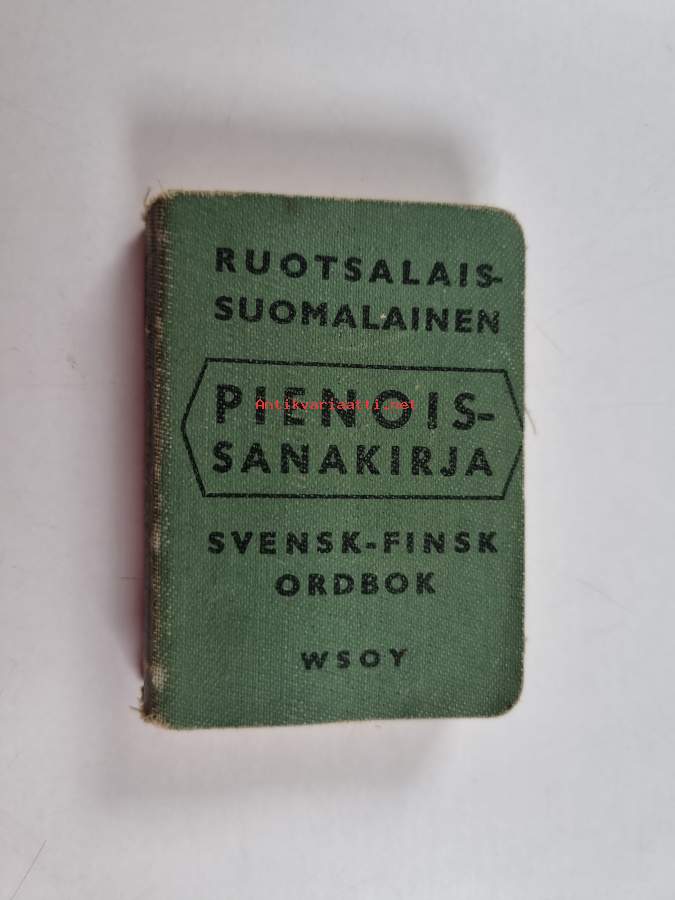 RUOTSALAIS-
SUOMALAINEN
PIENOIS-
Antikvariaatti.net
SANAKIRJA
SVENSK-FINSK
ORDBOK
WSOY